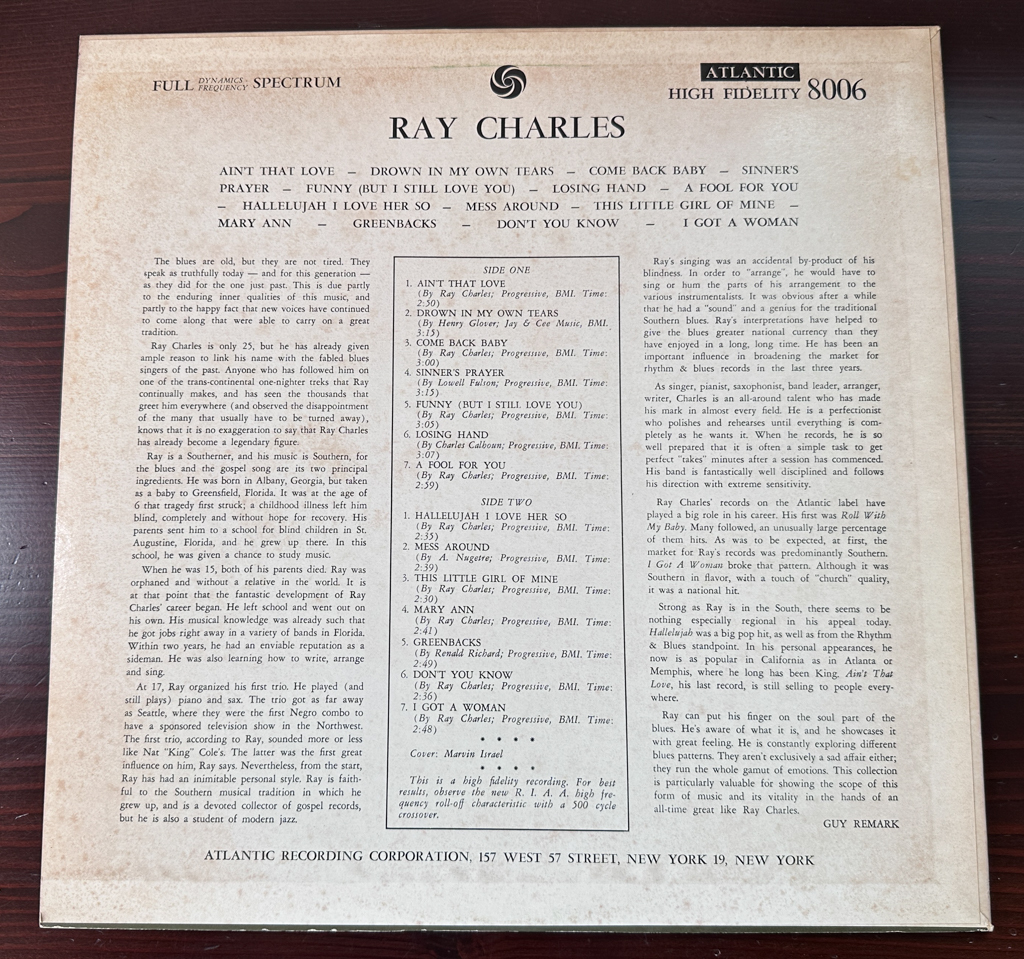 FULL DYNAMICS- FREQUENCY SPECTRUM
ATLANTIC
HIGH FIDELITY 8006
RAY CHARLES
AIN'T THAT LOVE – DROWN IN MY OWN TEARS – COME BACK BABY – SINNER'S
PRAYER – FUNNY (BUT I STILL LOVE YOU) – LOSING HAND – A FOOL FOR YOU
– HALLELUJAH I LOVE HER SO – MESS AROUND – THIS LITTLE GIRL OF MINE –
MARY ANN – GREENBACKS – DON'T YOU KNOW – I GOT A WOMAN
The blues are old, but they are not tired. They
speak as truthfully today — and for this generation —
as they did for the one just past. This is due partly
to the enduring inner qualities of this music, and
partly to the happy fact that new voices have continued
to come along that were able to carry on a great
tradition.
Ray Charles is only 25, but he has already given
ample reason to link his name with the fabled blues
singers of the past. Anyone who has followed him on
one of the trans-continental one-nighter treks that Ray
continually makes, and has seen the thousands that
greet him everywhere (and observed the disappointment
of the many that usually have to be turned away),
knows that it is no exaggeration to say that Ray Charles
has already become a legendary figure.
Ray is a Southerner, and his music is Southern, for
the blues and the gospel song are its two principal
ingredients. He was born in Albany, Georgia, but taken
as a baby to Greensfield, Florida. It was at the age of
6 that tragedy first struck; a childhood illness left him
blind, completely and without hope for recovery. His
parents sent him to a school for blind children in St.
Augustine, Florida, and he grew up there. In this
school, he was given a chance to study music.
When he was 15, both of his parents died. Ray was
orphaned and without a relative in the world. It is
at that point that the fantastic development of Ray
Charles' career began. He left school and went out on
his own. His musical knowledge was already such that
he got jobs right away in a variety of bands in Florida.
Within two years, he had an enviable reputation as a
sideman. He was also learning how to write, arrange
and sing.
At 17, Ray organized his first trio. He played (and
still plays) piano and sax. The trio got as far away
as Seattle, where they were the first Negro combo to
have a sponsored television show in the Northwest.
The first trio, according to Ray, sounded more or less
like Nat "King" Cole's. The latter was the first great
influence on him, Ray says. Nevertheless, from the start,
Ray has had an inimitable personal style. Ray is faith-
ful to the Southern musical tradition in which he
grew up, and is a devoted collector of gospel records,
but he is also a student of modern jazz.
SIDE ONE
1. AIN'T THAT LOVE
(By Ray Charles; Progressive, BMI. Time:
2:50)
2. DROWN IN MY OWN TEARS
(By Henry Glover; Jay & Cee Music, BMI.
3:15)
3. COME BACK BABY
(By Ray Charles; Progressive, BMI. Time:
3:00)
4. SINNER'S PRAYER
(By Lowell Fulson; Progressive, BMI. Time:
3:15)
5. FUNNY (BUT I STILL LOVE YOU)
(By Ray Charles; Progressive, BMI. Time:
3:05)
6. LOSING HAND
(By Charles Calhoun; Progressive, BMI. Time:
3:07)
7. A FOOL FOR YOU
(By Ray Charles; Progressive, BMI. Time:
2:59)
SIDE TWO
1. HALLELUJAH I LOVE HER SO
(By Ray Charles; Progressive, BMI. Time:
2:35)
2. MESS AROUND
(By A. Nugetre; Progressive, BMI. Time:
2:39)
3. THIS LITTLE GIRL OF MINE
(By Ray Charles; Progressive, BMI. Time:
2:30)
4. MARY ANN
(By Ray Charles; Progressive, BMI. Time:
2:41)
5. GREENBACKS
(By Renald Richard; Progressive, BMI. Time:
2:49)
6. DON'T YOU KNOW
(By Ray Charles; Progressive, BMI. Time:
2:36)
7. I GOT A WOMAN
(By Ray Charles; Progressive, BMI. Time:
2:48)
* * * *
Cover: Marvin Israel
* * * *
This is a high fidelity recording. For best
results, observe the new R. I. A. A. high fre-
quency roll-off characteristic with a 500 cycle
crossover.
Ray's singing was an accidental by-product of his
blindness. In order to "arrange", he would have to
sing or hum the parts of his arrangement to the
various instrumentalists. It was obvious after a while
that he had a "sound" and a genius for the traditional
Southern blues. Ray's interpretations have helped to
give the blues greater national currency than they
have enjoyed in a long, long time. He has been an
important influence in broadening the market for
rhythm & blues records in the last three years.
As singer, pianist, saxophonist, band leader, arranger,
writer, Charles is an all-around talent who has made
his mark in almost every field. He is a perfectionist
who polishes and rehearses until everything is com-
pletely as he wants it. When he records, he is so
well prepared that it is often a simple task to get
perfect "takes" minutes after a session has commenced.
His band is fantastically well disciplined and follows
his direction with extreme sensitivity.
Ray Charles' records on the Atlantic label have
played a big role in his career. His first was Roll With
My Baby. Many followed, an unusually large percentage
of them hits. As was to be expected, at first, the
market for Ray's records was predominantly Southern.
I Got A Woman broke that pattern. Although it was
Southern in flavor, with a touch of "church" quality,
it was a national hit.
Strong as Ray is in the South, there seems to be
nothing especially regional in his appeal today.
Hallelujah was a big pop hit, as well as from the Rhythm
& Blues standpoint. In his personal appearances, he
now is as popular in California as in Atlanta or
Memphis, where he long has been King. Ain't That
Love, his last record, is still selling to people every-
where.
Ray can put his finger on the soul part of the
blues. He's aware of what it is, and he showcases it
with great feeling. He is constantly exploring different
blues patterns. They aren't exclusively a sad affair either;
they run the whole gamut of emotions. This collection
is particularly valuable for showing the scope of this
form of music and its vitality in the hands of an
all-time great like Ray Charles.
GUY REMARK
ATLANTIC RECORDING CORPORATION, 157 WEST 57 STREET, NEW YORK 19, NEW YORK